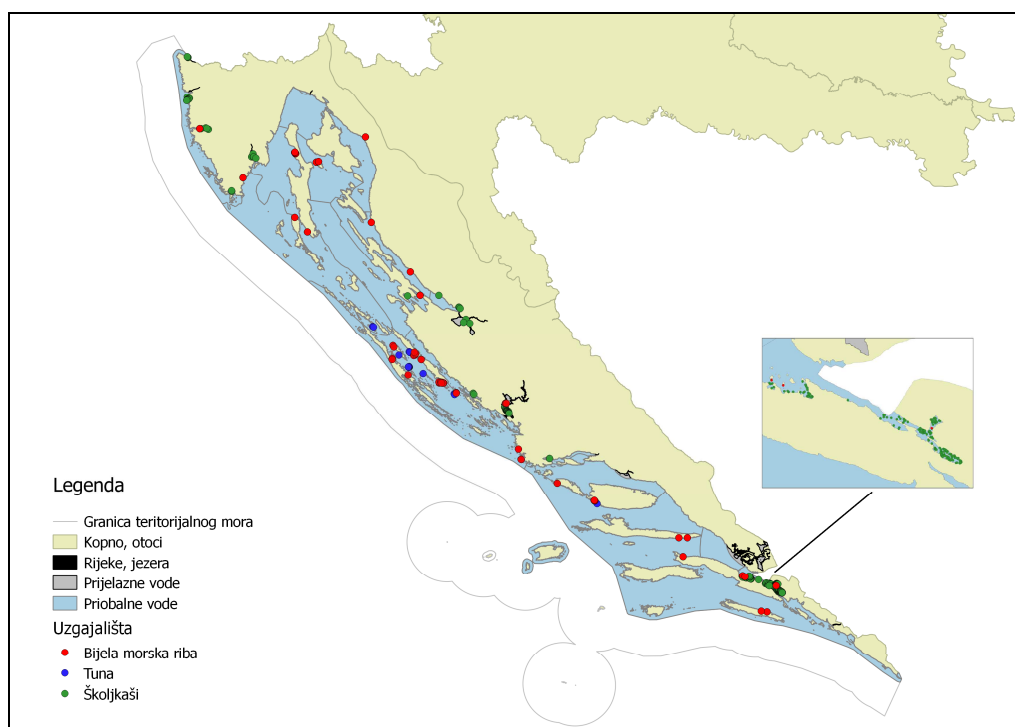 Legenda
Granica teritorijalnog mora
Kopno, otoci
Rijeke, jezera
Prijelazne vode
Priobalne vode
Uzgajališta
Bijela morska riba
Tuna
Školjkaši